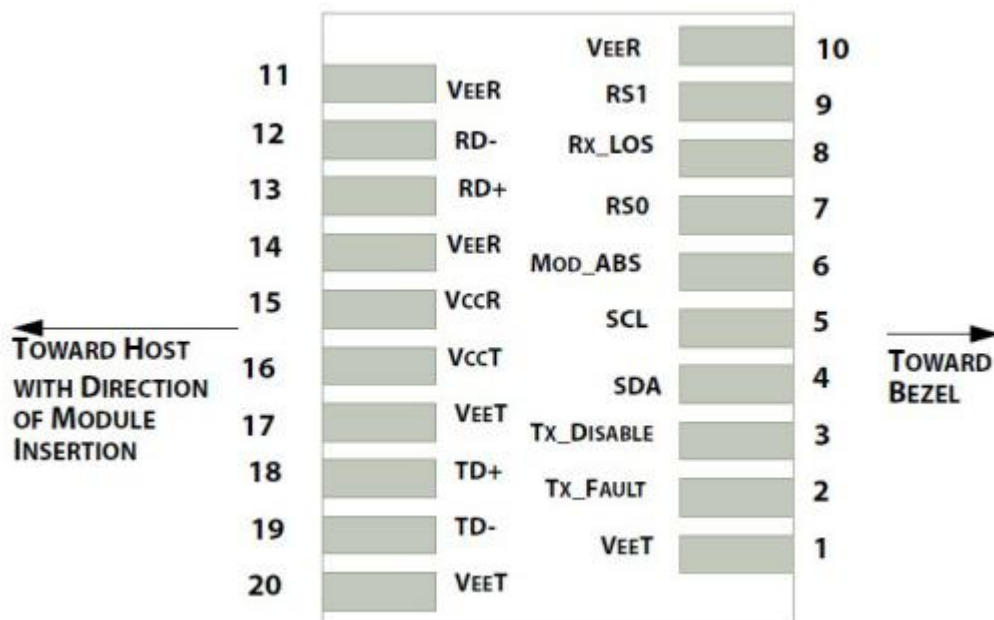 11 VEER
12 RD-
13 RD+
14 VEER
15 VCCR
16 VCCT
17 VEET
18 TD+
19 TD-
20 VEET
VEER 10
RS1 9
RX_LOS 8
RS0 7
MOD_ABS 6
SCL 5
SDA 4
TX_DISABLE 3
TX_FAULT 2
VEET 1
TOWARD HOST
WITH DIRECTION
OF MODULE
INSERTION
TOWARD
BEZEL